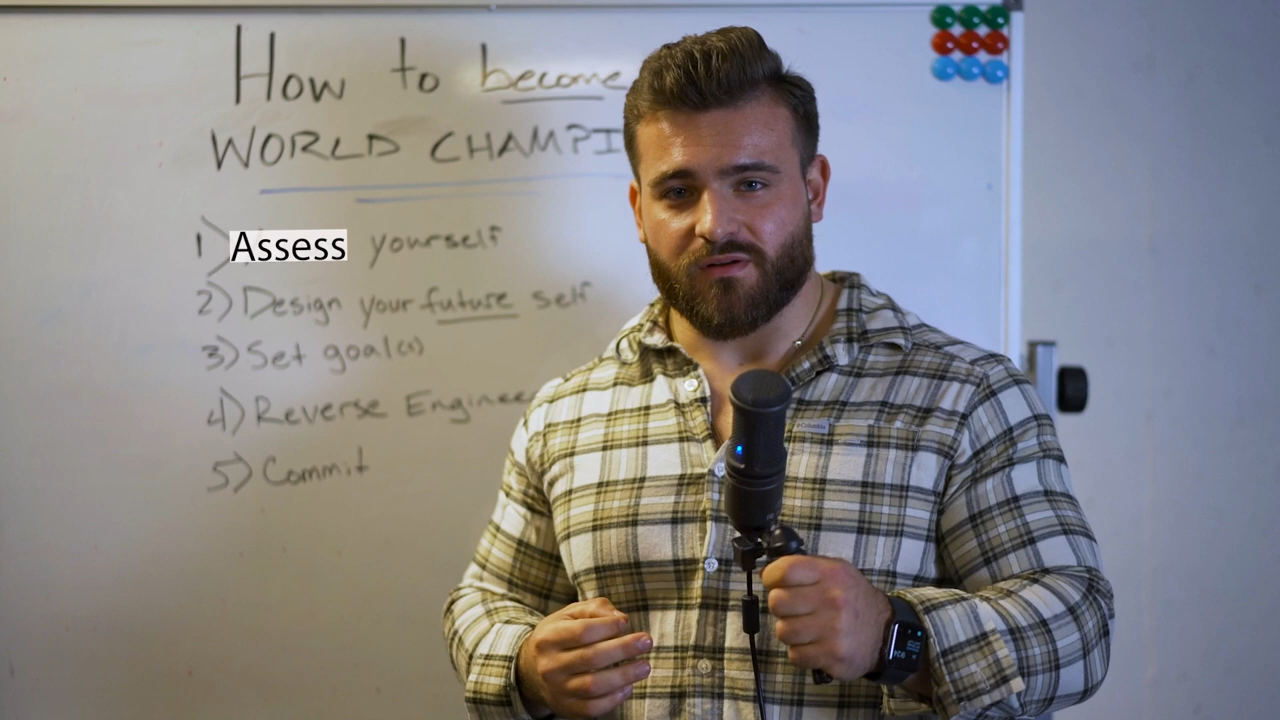 How to become
WORLD CHAMPI
1) Assess yourself
2) Design your future self
3) Set goal(s)
4) Reverse Enginee
5) Commit
Columbia